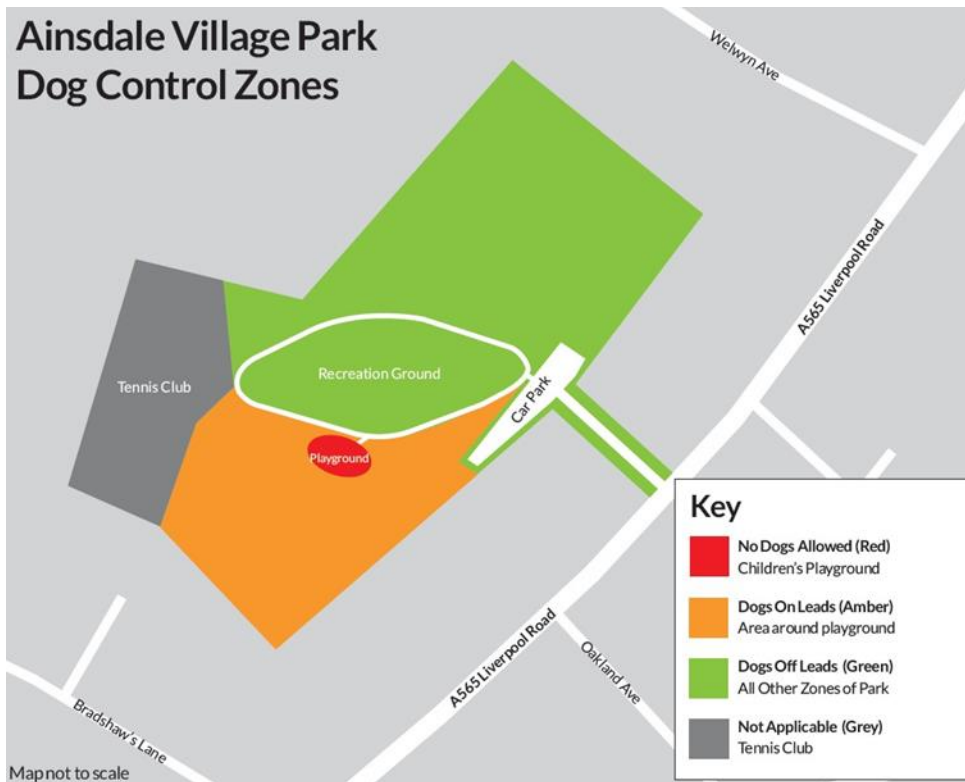 Ainsdale Village Park
Dog Control Zones
Welwyn Ave
A565 Liverpool Road
Tennis Club
Recreation Ground
Car Park
Playground
A565 Liverpool Road
Oakland Ave
Bradshaw's Lane
Map not to scale
Key
No Dogs Allowed (Red)
Children's Playground
Dogs On Leads (Amber)
Area around playground
Dogs Off Leads (Green)
All Other Zones of Park
Not Applicable (Grey)
Tennis Club